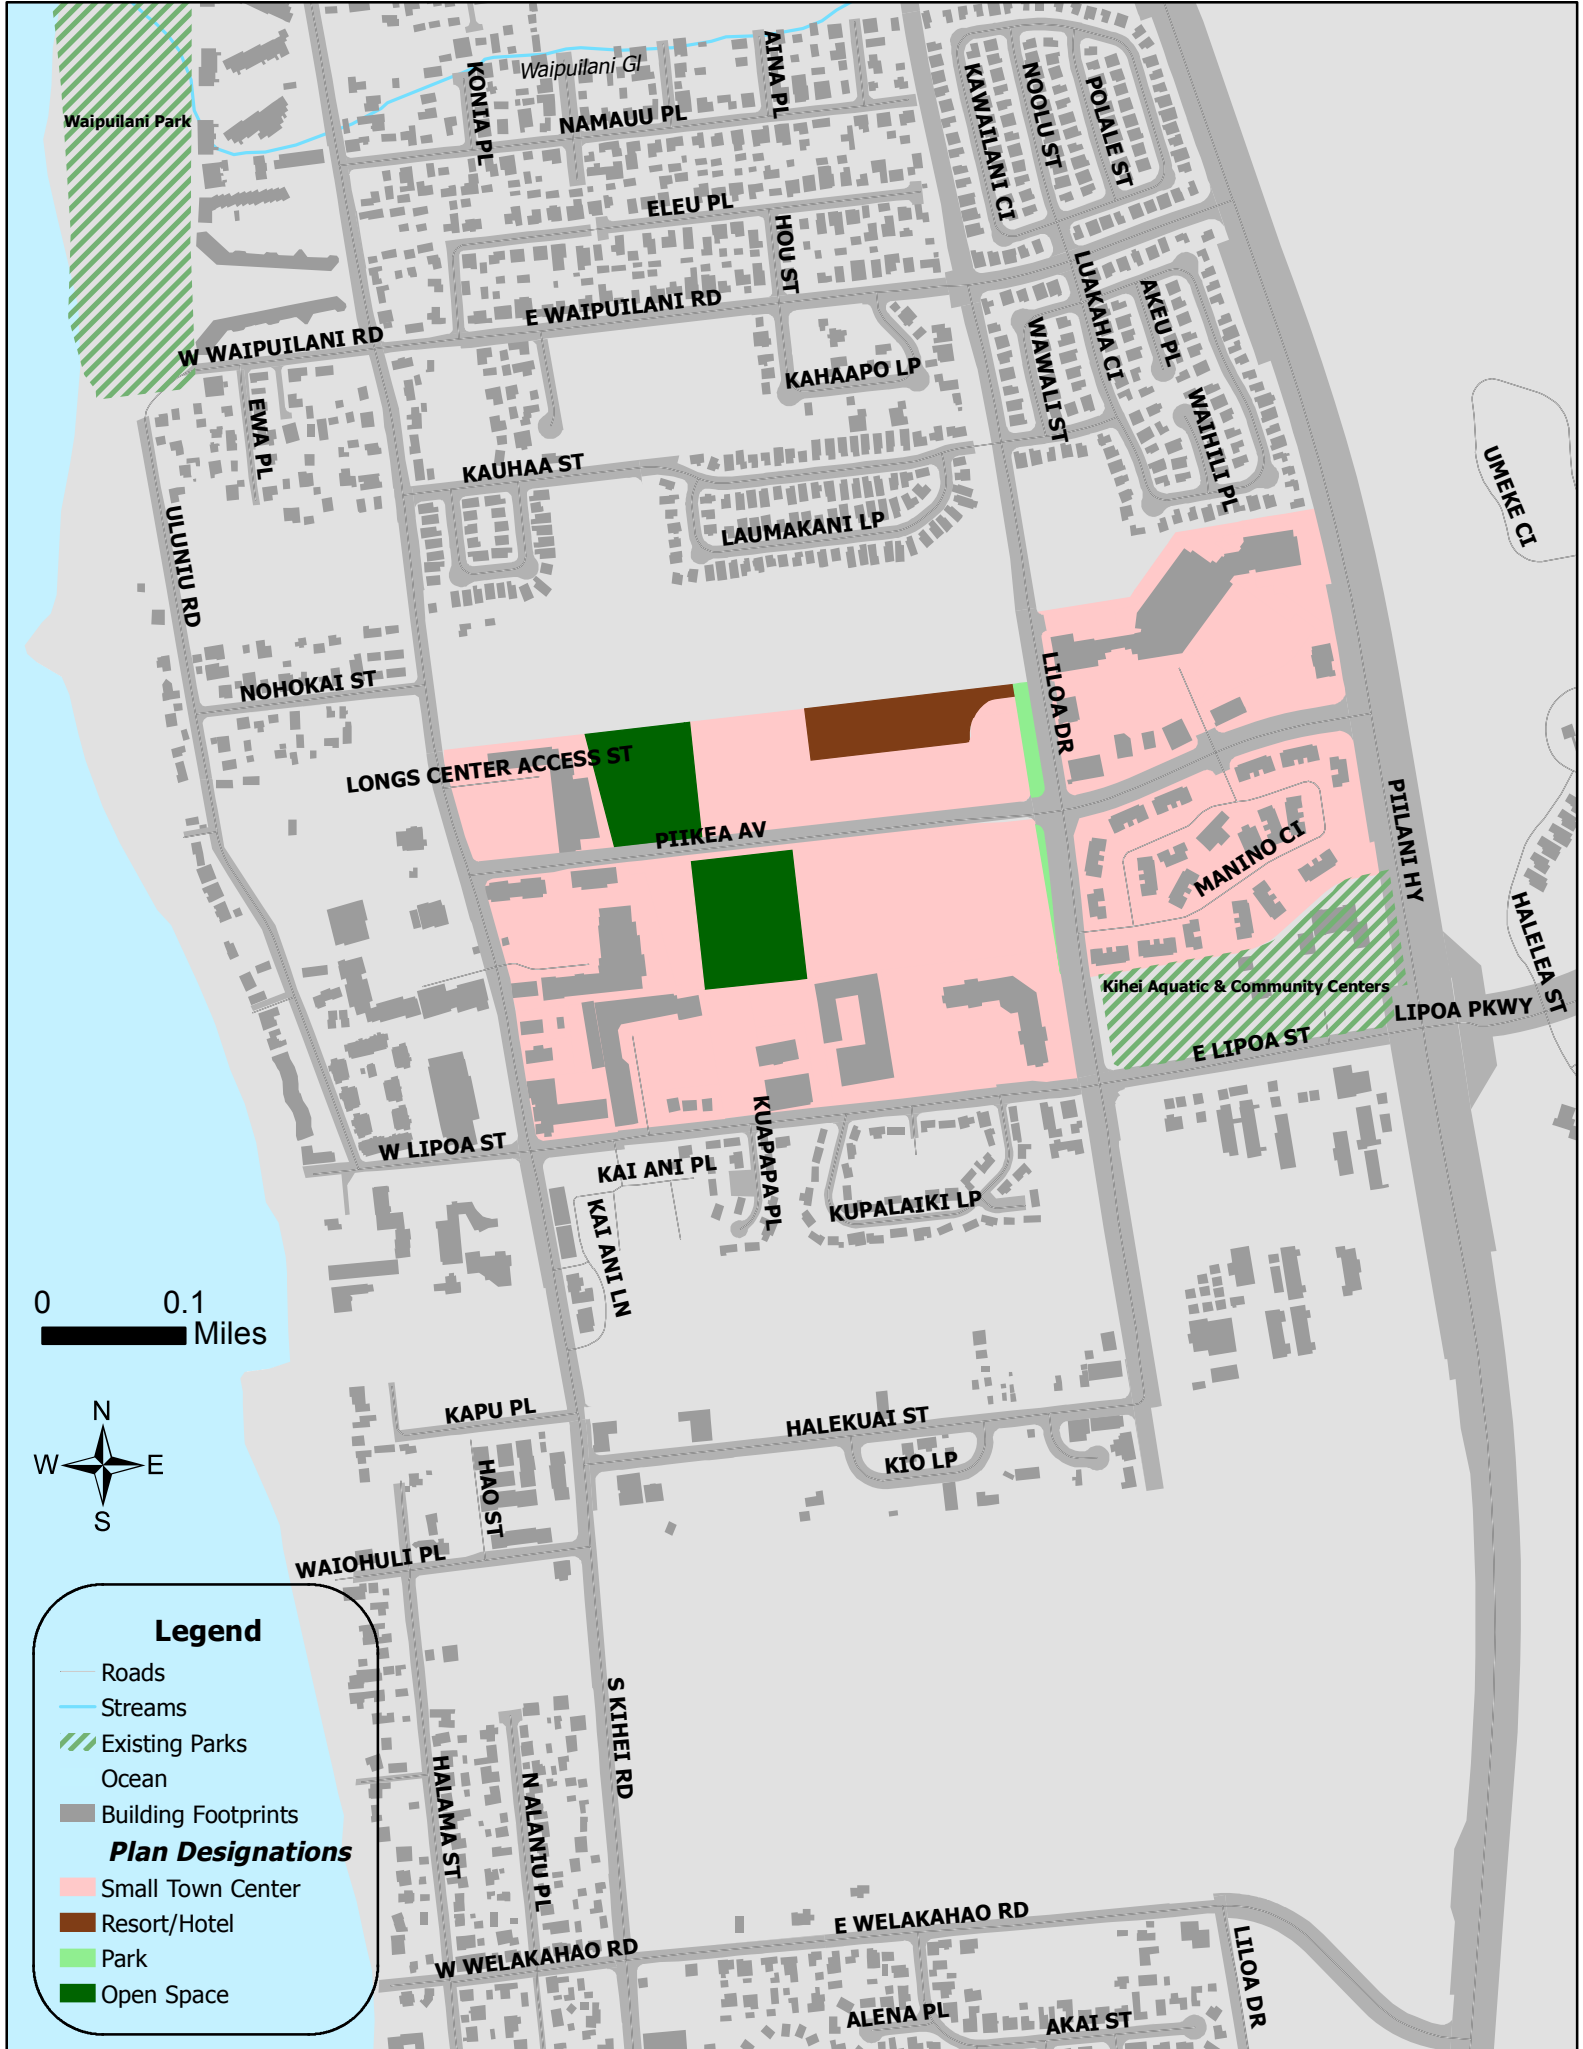 AINA PL
Waipuilani Gl
KONIA PL
KAWAILANI CI
NOOLU ST
POLALE ST
Waipuilani Park
NAMAUU PL
ELEU PL
HOU ST
LUAKAHA CI
AKEU PL
E WAIPUILANI RD
W WAIPUILANI RD
WAWALI ST
KAHAAPO LP
WAIHILI PL
EWA PL
UMEKE CI
KAUHAA ST
LAUMAKANI LP
ULUNIU RD
NOHOKAI ST
LILOA DR
LONGS CENTER ACCESS ST
PIIKEA AV
PIILANI HY
MANINO CI
HALELEA ST
Kihei Aquatic & Community Centers
LIPOA PKWY
E LIPOA ST
W LIPOA ST
KUAPAPA PL
KAI ANI PL
KUPALAIKI LP
KAI ANI LN
0 0.1
Miles
N
W E
S
KAPU PL
HALEKUAI ST
KIO LP
HAO ST
WAIOHULI PL
S KIHEI RD
HALAMA ST
N ALANIU PL
E WELAKAHAO RD
W WELAKAHAO RD
LILOA DR
ALENA PL
AKAI ST
Legend
Roads
Streams
Existing Parks
Ocean
Building Footprints
Plan Designations
Small Town Center
Resort/Hotel
Park
Open Space